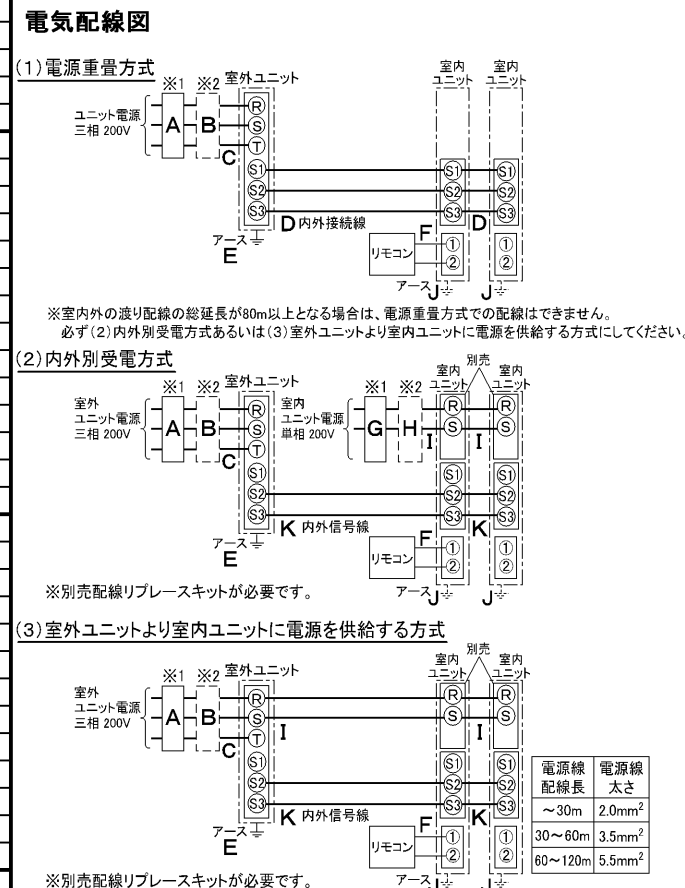 電気配線図
(1)電源重畳方式
※1 ※2 室外ユニット 室内ユニット 室内ユニット
ユニット電源
三相 200V
A B C
R
S
T
S1 S1 S1
S2 S2 S2
S3 S3 S3
D 内外接続線 F D
アース
E
リモコン
① ①
② ②
アース J J
※室内外の渡り配線の総延長が80m以上となる場合は、電源重畳方式での配線はできません。
必ず(2)内外別受電方式あるいは(3)室外ユニットより室内ユニットに電源を供給する方式にしてください。
(2)内外別受電方式
別売
※1 ※2 室外ユニット ※1 ※2 室内ユニット 室内ユニット
室外
ユニット電源
三相 200V
A B C
室内
ユニット電源
単相 200V
G H I I
R R R
S S S
T
S1 S1 S1
S2 S2 S2
S3 S3 S3
K 内外信号線 F K
アース
E
リモコン
① ①
② ②
アース J J
※別売配線リプレースキットが必要です。
(3)室外ユニットより室内ユニットに電源を供給する方式
別売
※1 ※2 室外ユニット 室内ユニット 室内ユニット
室外
ユニット電源
三相 200V
A B C
R R R
S S S
T I I
S1 S1 S1
S2 S2 S2
S3 S3 S3
K 内外信号線 F K
アース
E
リモコン
① ①
② ②
アース J J
※別売配線リプレースキットが必要です。
電源線配線長 電源線太さ
～30m 2.0mm²
30～60m 3.5mm²
60～120m 5.5mm²